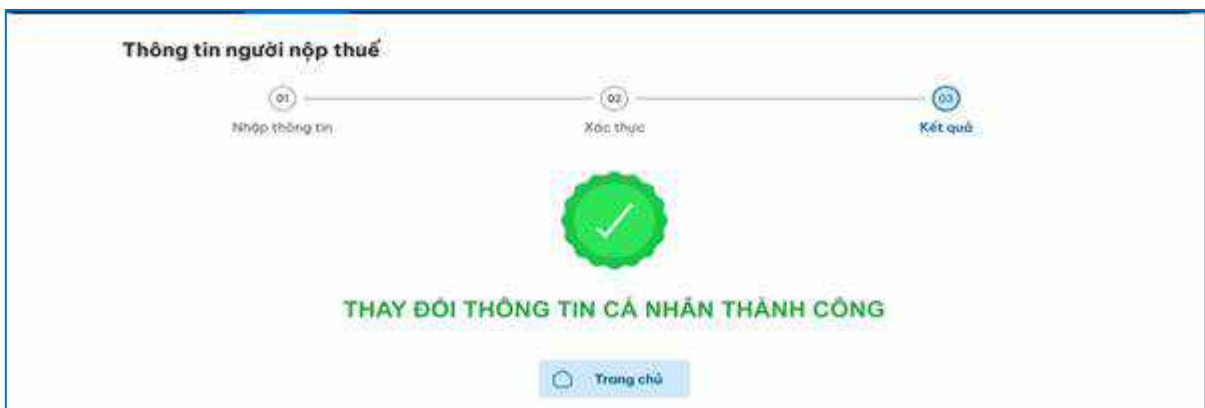 Thông tin người nộp thuế
01
02
03
Nhập thông tin
Xác thực
Kết quả
THAY ĐỔI THÔNG TIN CÁ NHÂN THÀNH CÔNG
Trang chủ